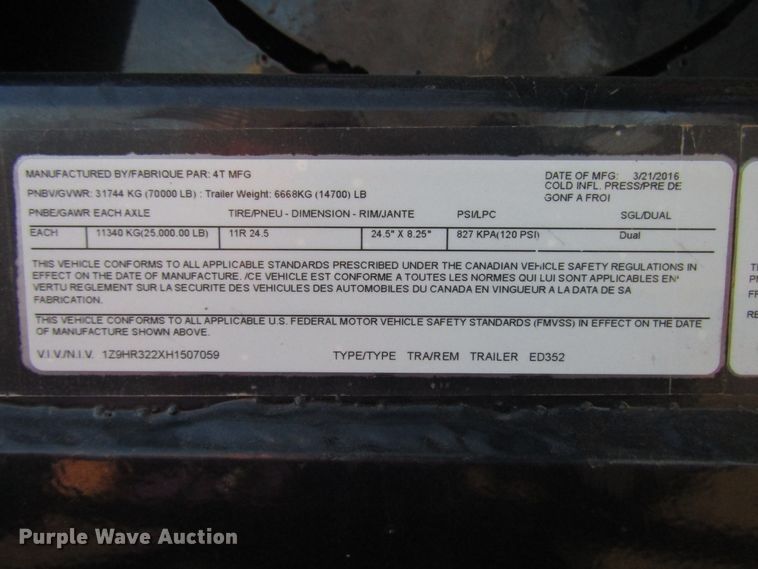 MANUFACTURED BY/FABRIQUE PAR: 4T MFG
DATE OF MFG: 3/21/2016
PNBV/GVWR: 31744 KG (70000 LB) : Trailer Weight: 6668KG (14700) LB
COLD INFL. PRESS/PRE DE
GONF A FROI
PNBE/GAWR EACH AXLE TIRE/PNEU - DIMENSION - RIM/JANTE PSI/LPC SGL/DUAL
EACH 11340 KG(25,000.00 LB) 11R 24.5 24.5" X 8.25" 827 KPA(120 PSI) Dual
THIS VEHICLE CONFORMS TO ALL APPLICABLE STANDARDS PRESCRIBED UNDER THE CANADIAN VEHICLE SAFETY REGULATIONS IN
EFFECT ON THE DATE OF MANUFACTURE. /CE VEHICLE EST CONFORME A TOUTES LES NORMES QUI LUI SONT APPLICABLES EN
VERTU REGLEMENT SUR LA SECURITE DES VEHICULES DES AUTOMOBILES DU CANADA EN VINGUEUR A LA DATA DE SA
FABRICATION.
THIS VEHICLE CONFORMS TO ALL APPLICABLE U.S. FEDERAL MOTOR VEHICLE SAFETY STANDARDS (FMVSS) IN EFFECT ON THE DATE
OF MANUFACTURE SHOWN ABOVE.
V.I.V./N.I.V. 1Z9HR322XH1507059 TYPE/TYPE TRA/REM TRAILER ED352
Purple Wave Auction